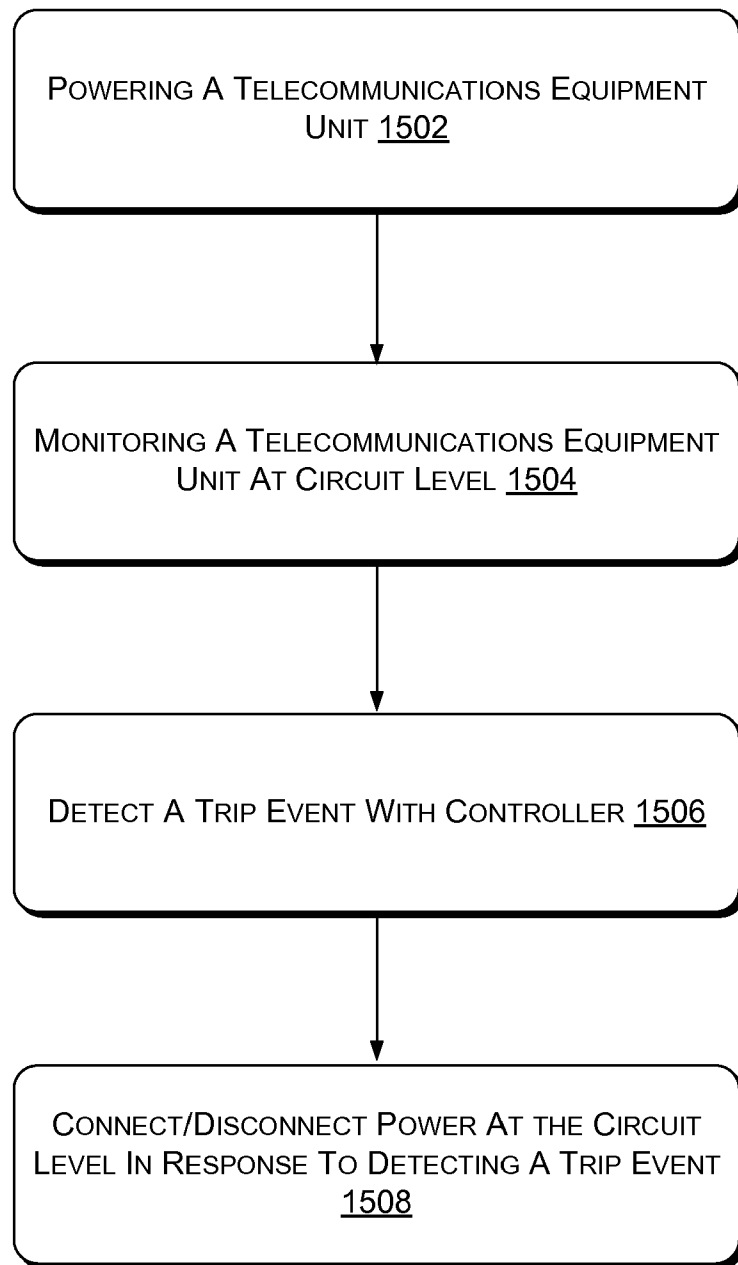 POWERING A TELECOMMUNICATIONS EQUIPMENT
UNIT 1502
MONITORING A TELECOMMUNICATIONS EQUIPMENT
UNIT AT CIRCUIT LEVEL 1504
DETECT A TRIP EVENT WITH CONTROLLER 1506
CONNECT/DISCONNECT POWER AT THE CIRCUIT
LEVEL IN RESPONSE TO DETECTING A TRIP EVENT
1508